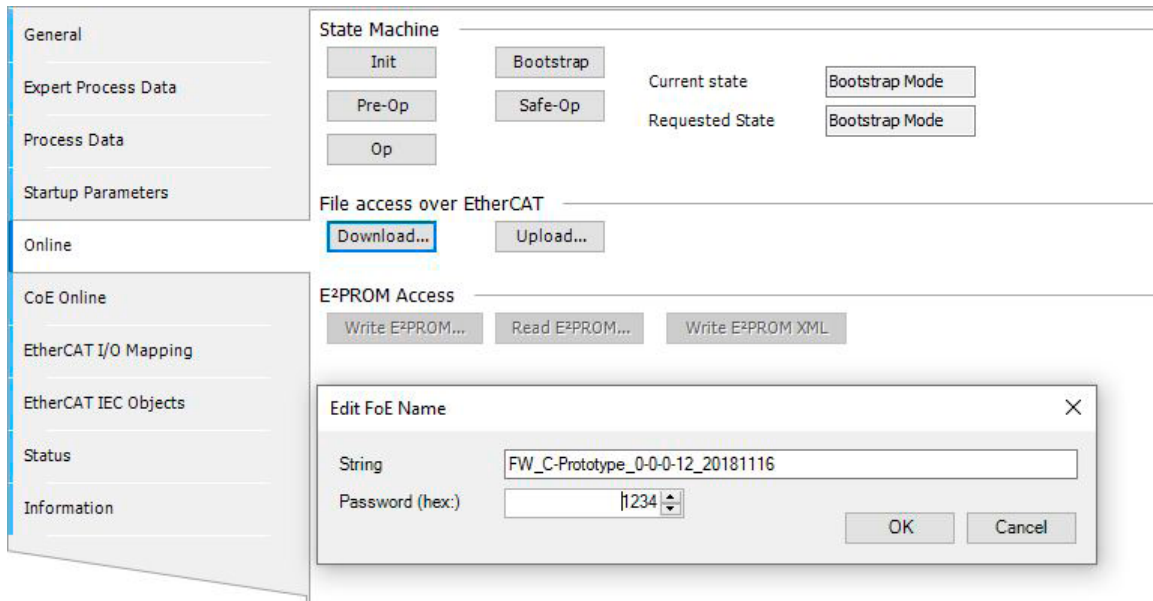 General
Expert Process Data
Process Data
Startup Parameters
Online
CoE Online
EtherCAT I/O Mapping
EtherCAT IEC Objects
Status
Information
State Machine
Init
Bootstrap
Pre-Op
Safe-Op
Op
Current state
Bootstrap Mode
Requested State
Bootstrap Mode
File access over EtherCAT
Download...
Upload...
E²PROM Access
Write E²PROM...
Read E²PROM...
Write E²PROM XML
Edit FoE Name
String
FW_C-Prototype_0-0-0-12_20181116
Password (hex:)
1234
OK
Cancel